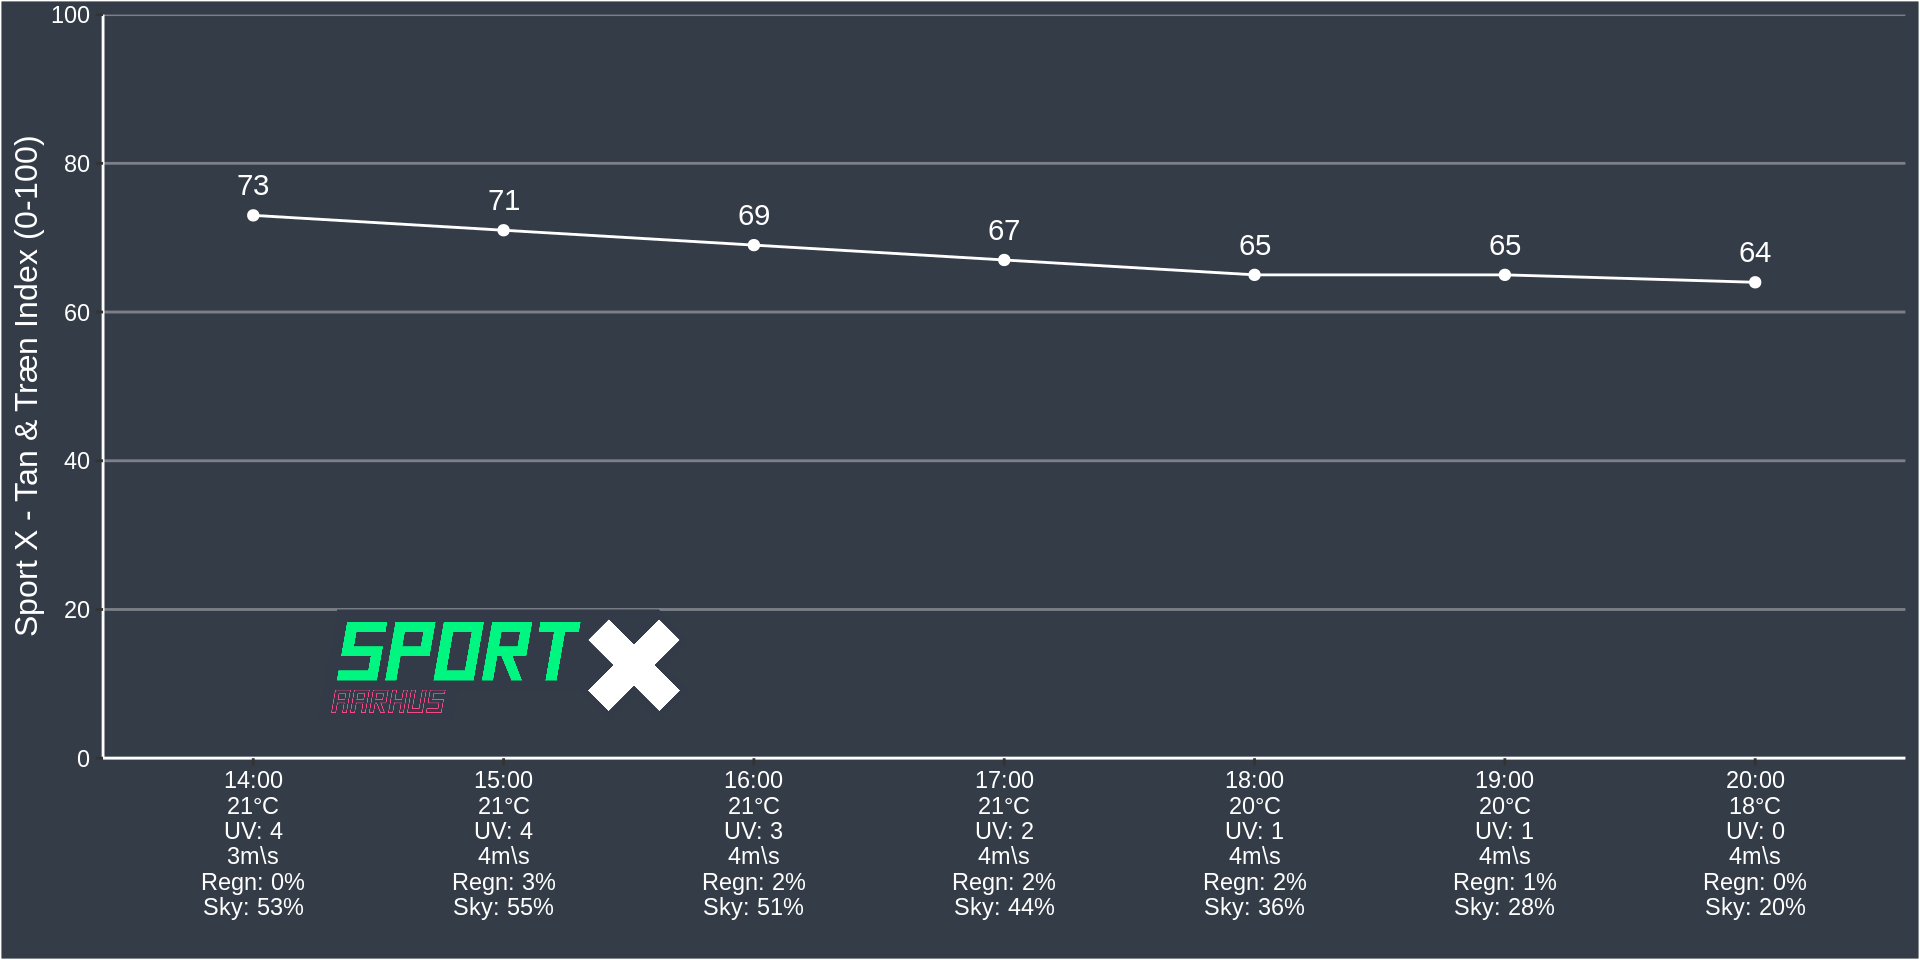 Sport X - Tan & Træn Index (0-100)
100
80
60
40
20
0
73
71
69
67
65
65
64
SPORT X
AARHUS
14:00
21°C
UV: 4
3m\s
Regn: 0%
Sky: 53%
15:00
21°C
UV: 4
4m\s
Regn: 3%
Sky: 55%
16:00
21°C
UV: 3
4m\s
Regn: 2%
Sky: 51%
17:00
21°C
UV: 2
4m\s
Regn: 2%
Sky: 44%
18:00
20°C
UV: 1
4m\s
Regn: 2%
Sky: 36%
19:00
20°C
UV: 1
4m\s
Regn: 1%
Sky: 28%
20:00
18°C
UV: 0
4m\s
Regn: 0%
Sky: 20%